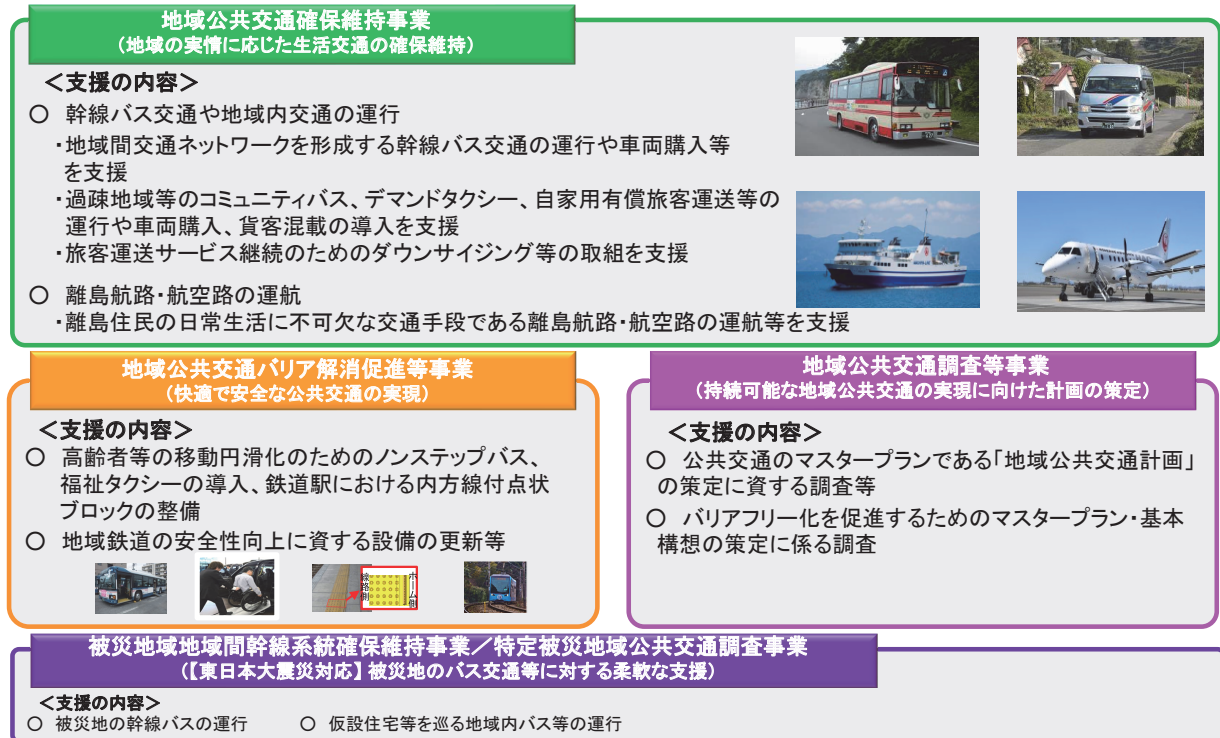 地域公共交通確保維持事業
（地域の実情に応じた生活交通の確保維持）
＜支援の内容＞
○ 幹線バス交通や地域内交通の運行
・地域間交通ネットワークを形成する幹線バス交通の運行や車両購入等
を支援
・過疎地域等のコミュニティバス、デマンドタクシー、自家用有償旅客運送等の
運行や車両購入、貨客混載の導入を支援
・旅客運送サービス継続のためのダウンサイジング等の取組を支援
○ 離島航路・航空路の運航
・離島住民の日常生活に不可欠な交通手段である離島航路・航空路の運航等を支援
地域公共交通バリア解消促進等事業
（快適で安全な公共交通の実現）
＜支援の内容＞
○ 高齢者等の移動円滑化のためのノンステップバス、
福祉タクシーの導入、鉄道駅における内方線付点状
ブロックの整備
○ 地域鉄道の安全性向上に資する設備の更新等
線路側
ホーム側
地域公共交通調査等事業
（持続可能な地域公共交通の実現に向けた計画の策定）
＜支援の内容＞
○ 公共交通のマスタープランである「地域公共交通計画」
の策定に資する調査等
○ バリアフリー化を促進するためのマスタープラン・基本
構想の策定に係る調査
被災地域地域間幹線系統確保維持事業／特定被災地域公共交通調査事業
（【東日本大震災対応】被災地のバス交通等に対する柔軟な支援）
＜支援の内容＞
○ 被災地の幹線バスの運行 ○ 仮設住宅等を巡る地域内バス等の運行